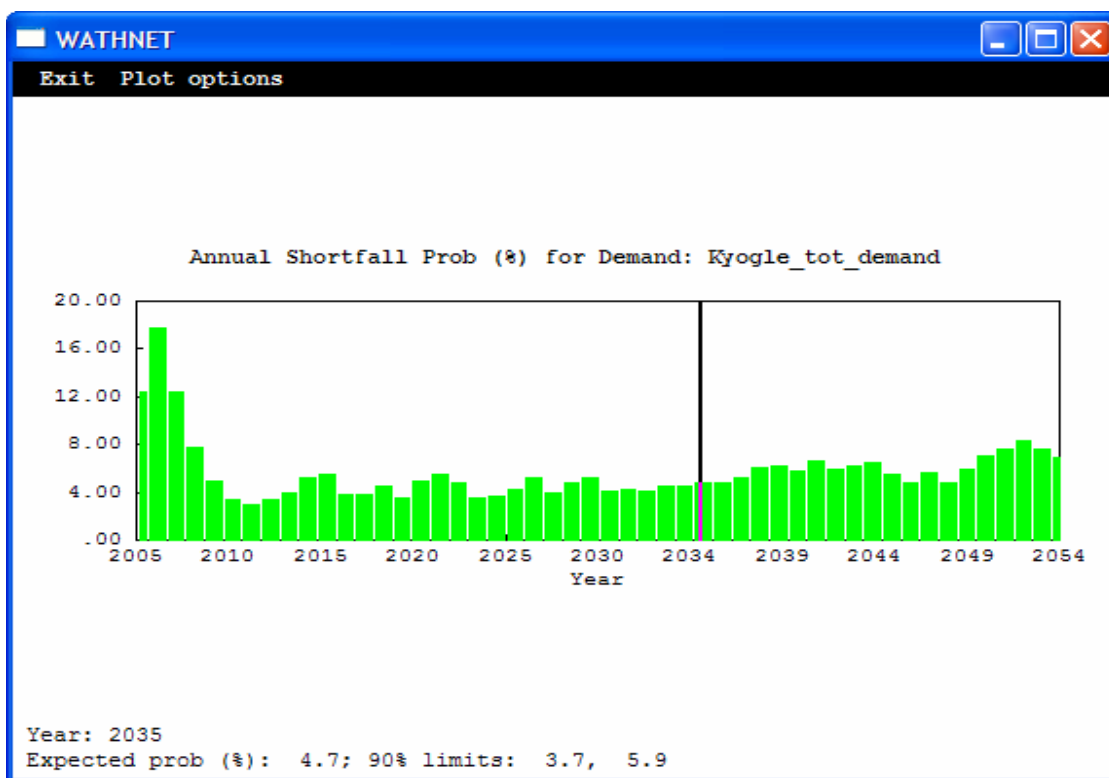 WATHNET
Exit Plot options
Annual Shortfall Prob (%) for Demand: Kyogle_tot_demand
20.00
16.00
12.00
8.00
4.00
.00
2005 2010 2015 2020 2025 2030 2034 2039 2044 2049 2054
Year
Year: 2035
Expected prob (%): 4.7; 90% limits: 3.7, 5.9